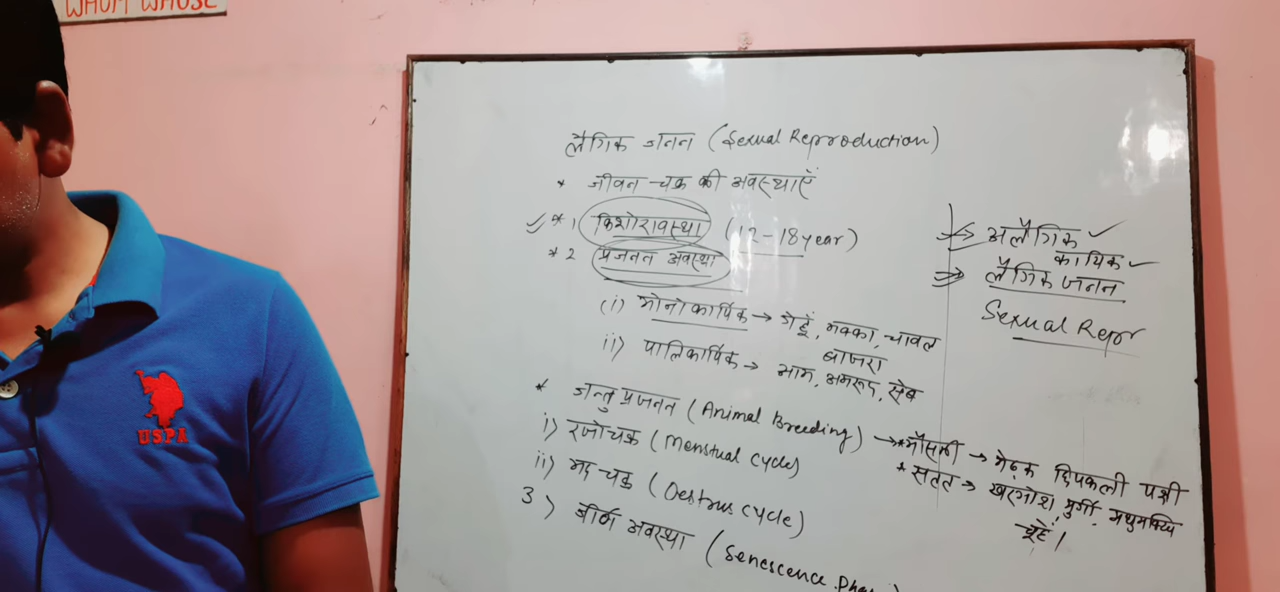 WHOM WHOSE
लैंगिक जनन (Sexual Reproduction)
* जीवन चक्र की अवस्थाएँ
* 1 किशोरावस्था (12-18 year)
* 2 प्रजनन अवस्था
(i) मोनोकार्पिक → गेहूँ, मक्का, चावल
बाजरा
ii) पालिकार्पिक → आम, अमरूद, सेब
* जन्तु प्रजनन (Animal Breeding) → * मौसमी → मेढ़क छिपकली पक्षी
* सतत → खरगोश, मुर्गी, मधुमक्खि
चूहे।
i) रजोचक्र (Menstual Cycle)
ii) मद चक्र (Oestrus Cycle)
3) जीर्ण अवस्था (Senescence Phas
→ अलैंगिक ✓
कायिक ✓
⇒ लैंगिक जनन
Sexual Repr
USPA